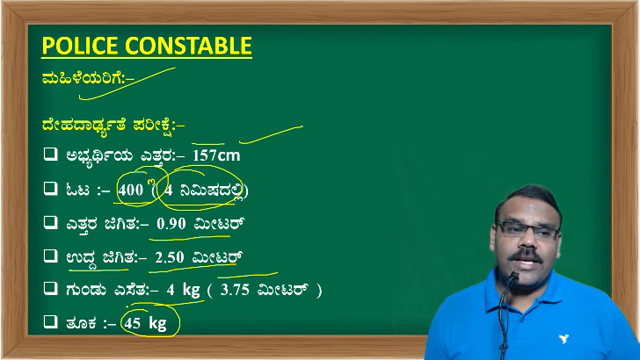 POLICE CONSTABLE
ಮಹಿಳೆಯರಿಗೆ:–
ದೇಹದಾರ್ಢ್ಯತೆ ಪರೀಕ್ಷೆ:–
ಅಭ್ಯರ್ಥಿಯ ಎತ್ತರ:– 157cm
ಓಟ :– 400 ( 4 ನಿಮಿಷದಲ್ಲಿ)
ಎತ್ತರ ಜಿಗಿತ:– 0.90 ಮೀಟರ್
ಉದ್ದ ಜಿಗಿತ:– 2.50 ಮೀಟರ್
ಗುಂಡು ಎಸೆತ:– 4 kg ( 3.75 ಮೀಟರ್ )
ತೂಕ :– 45 kg